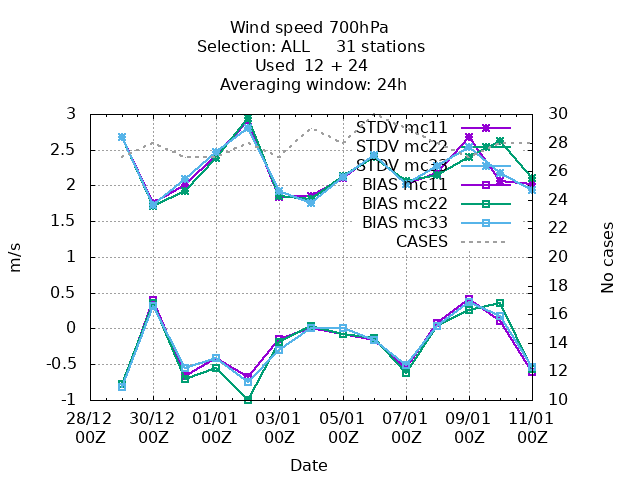 Wind speed 700hPa
Selection: ALL     31 stations
Used  12 + 24
Averaging window: 24h
3
2.5
2
1.5
1
0.5
0
-0.5
-1
30
28
26
24
22
20
18
16
14
12
10
STDV mc11
STDV mc22
STDV mc33
BIAS mc11
BIAS mc22
BIAS mc33
CASES
m/s
No cases
28/12 30/12 01/01 03/01 05/01 07/01 09/01 11/01
00Z 00Z 00Z 00Z 00Z 00Z 00Z 00Z
Date